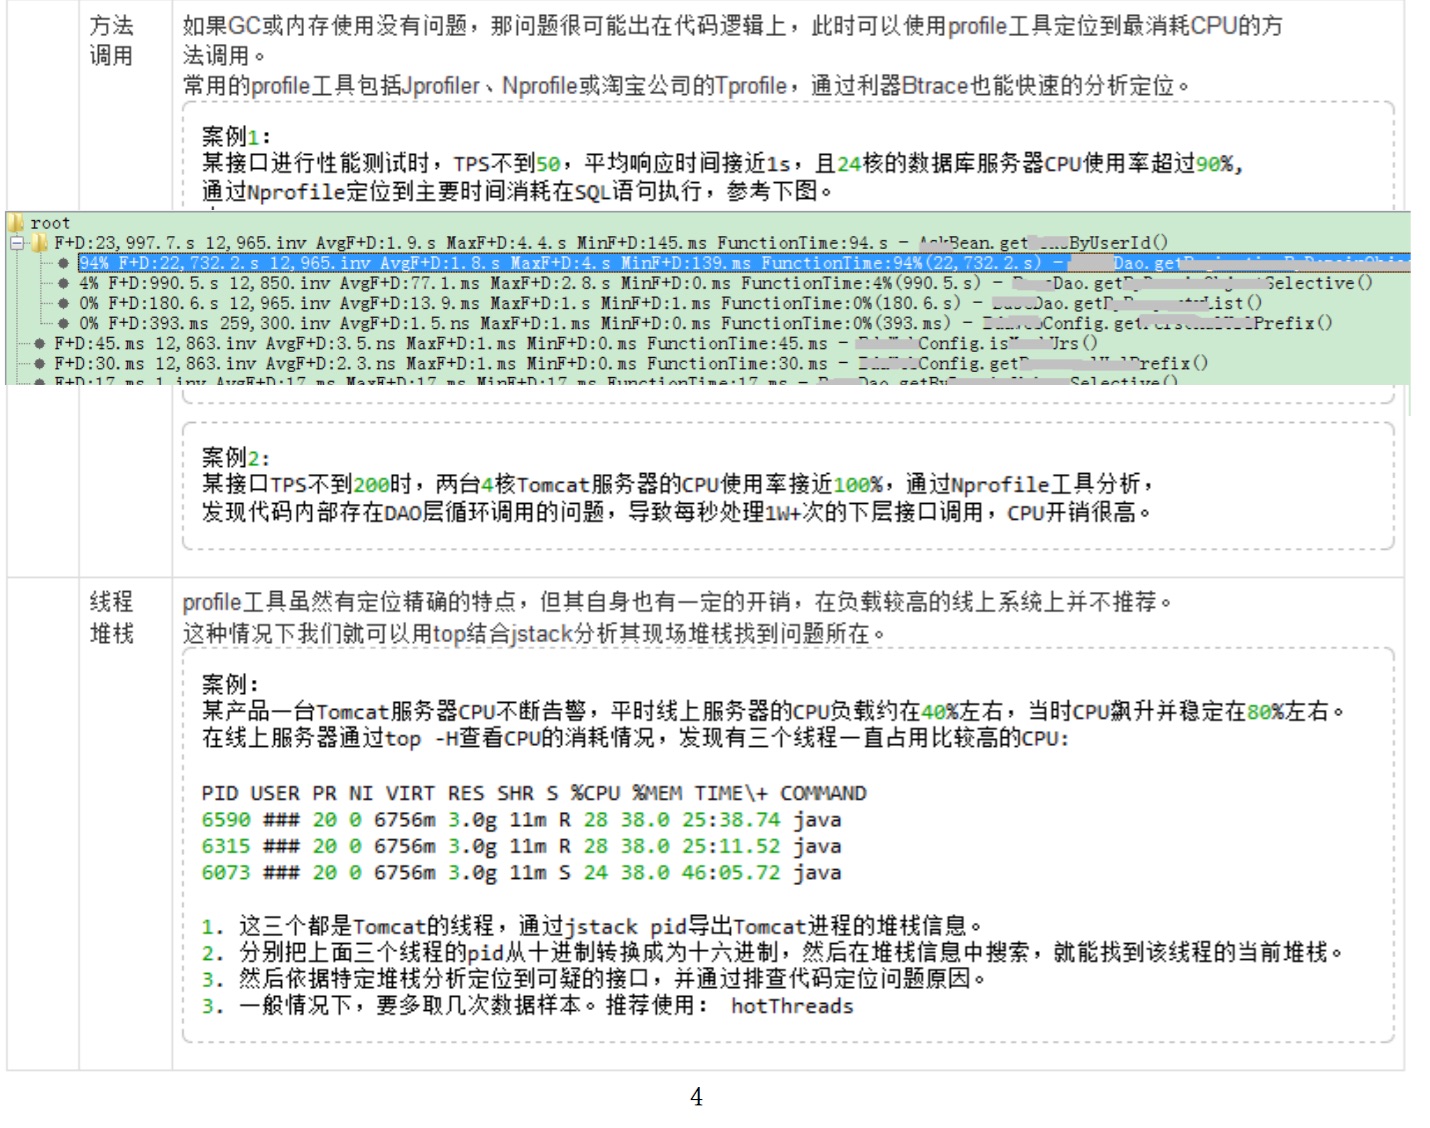 方法
调用
如果GC或内存使用没有问题，那问题很可能出在代码逻辑上，此时可以使用profile工具定位到最消耗CPU的方
法调用。
常用的profile工具包括Jprofiler、Nprofile或淘宝公司的Tprofile，通过利器Btrace也能快速的分析定位。
案例1：
某接口进行性能测试时，TPS不到50，平均响应时间接近1s，且24核的数据库服务器CPU使用率超过90%,
通过Nprofile定位到主要时间消耗在SQL语句执行，参考下图。
root
F+D:23,997.7.s 12,965.inv AvgF+D:1.9.s MaxF+D:4.4.s MinF+D:145.ms FunctionTime:94.s - AskBean.get ByUserId()
94% F+D:22,732.2.s 12,965.inv AvgF+D:1.8.s MaxF+D:4.s MinF+D:139.ms FunctionTime:94%(22,732.2.s) - Dao.get
4% F+D:990.5.s 12,850.inv AvgF+D:77.1.ms MaxF+D:2.8.s MinF+D:0.ms FunctionTime:4%(990.5.s) - Dao.get Selective()
0% F+D:180.6.s 12,965.inv AvgF+D:13.9.ms MaxF+D:1.s MinF+D:1.ms FunctionTime:0%(180.6.s) - Dao.get List()
0% F+D:393.ms 259,300.inv AvgF+D:1.5.ns MaxF+D:1.ms MinF+D:0.ms FunctionTime:0%(393.ms) - Config.get Prefix()
F+D:45.ms 12,863.inv AvgF+D:3.5.ns MaxF+D:1.ms MinF+D:0.ms FunctionTime:45.ms - Config.is Urs()
F+D:30.ms 12,863.inv AvgF+D:2.3.ns MaxF+D:1.ms MinF+D:0.ms FunctionTime:30.ms - Config.get refix()
F+D:17.ms 1.inv AvgF+D:17.ms MaxF+D:17.ms MinF+D:17.ms FunctionTime:17.ms - Dao.getBy Selective()
案例2:
某接口TPS不到200时，两台4核Tomcat服务器的CPU使用率接近100%，通过Nprofile工具分析，
发现代码内部存在DAO层循环调用的问题，导致每秒处理1W+次的下层接口调用，CPU开销很高。
线程
堆栈
profile工具虽然有定位精确的特点，但其自身也有一定的开销，在负载较高的线上系统上并不推荐。
这种情况下我们就可以用top结合jstack分析其现场堆栈找到问题所在。
案例：
某产品一台Tomcat服务器CPU不断告警，平时线上服务器的CPU负载约在40%左右，当时CPU飙升并稳定在80%左右。
在线上服务器通过top -H查看CPU的消耗情况，发现有三个线程一直占用比较高的CPU:
PID USER PR NI VIRT RES SHR S %CPU %MEM TIME\+ COMMAND
6590 ### 20 0 6756m 3.0g 11m R 28 38.0 25:38.74 java
6315 ### 20 0 6756m 3.0g 11m R 28 38.0 25:11.52 java
6073 ### 20 0 6756m 3.0g 11m S 24 38.0 46:05.72 java
1. 这三个都是Tomcat的线程，通过jstack pid导出Tomcat进程的堆栈信息。
2. 分别把上面三个线程的pid从十进制转换成为十六进制，然后在堆栈信息中搜索，就能找到该线程的当前堆栈。
3. 然后依据特定堆栈分析定位到可疑的接口，并通过排查代码定位问题原因。
3. 一般情况下，要多取几次数据样本。推荐使用： hotThreads
4